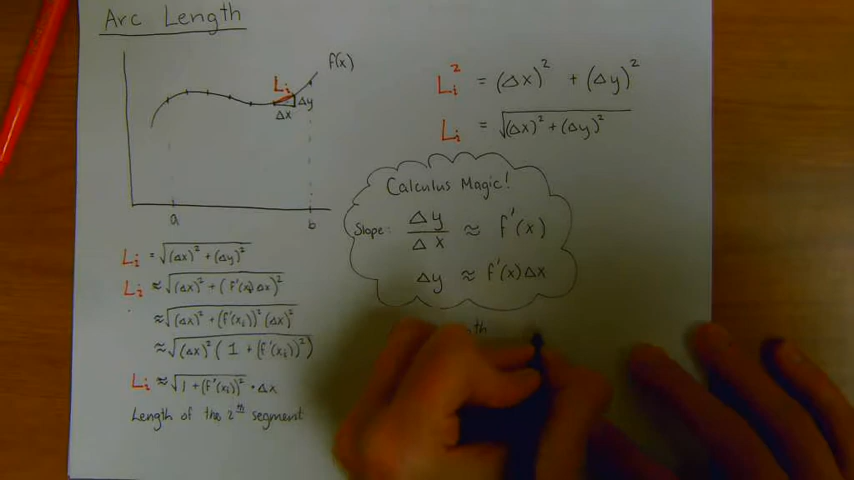 Arc Length
f(x)
Li
Δy
Δx
a
b
Li² = (Δx)² + (Δy)²
Li = √(Δx)² + (Δy)²
Calculus Magic!
Slope: Δy/Δx ≈ f'(x)
Δy ≈ f'(x)Δx
Li = √(Δx)² + (Δy)²
Li ≈ √(Δx)² + (f'(xi)Δx)²
≈ √(Δx)² + (f'(xi))² (Δx)²
≈ √(Δx)² (1 + (f'(xi))²)
Li ≈ √1 + (f'(xi))² · Δx
Length of the th segment